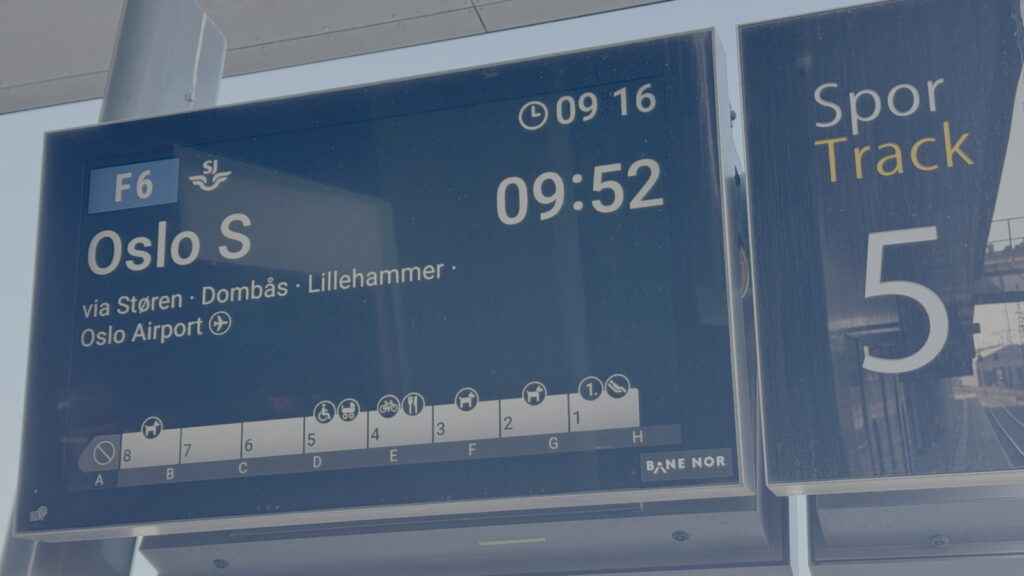 09 16
F6 SJ
09:52
Oslo S
via Støren · Dombås · Lillehammer ·
Oslo Airport
1.
8 7 6 5 4 3 2 1
A B C D E F G H
BANE NOR
Spor
Track
5